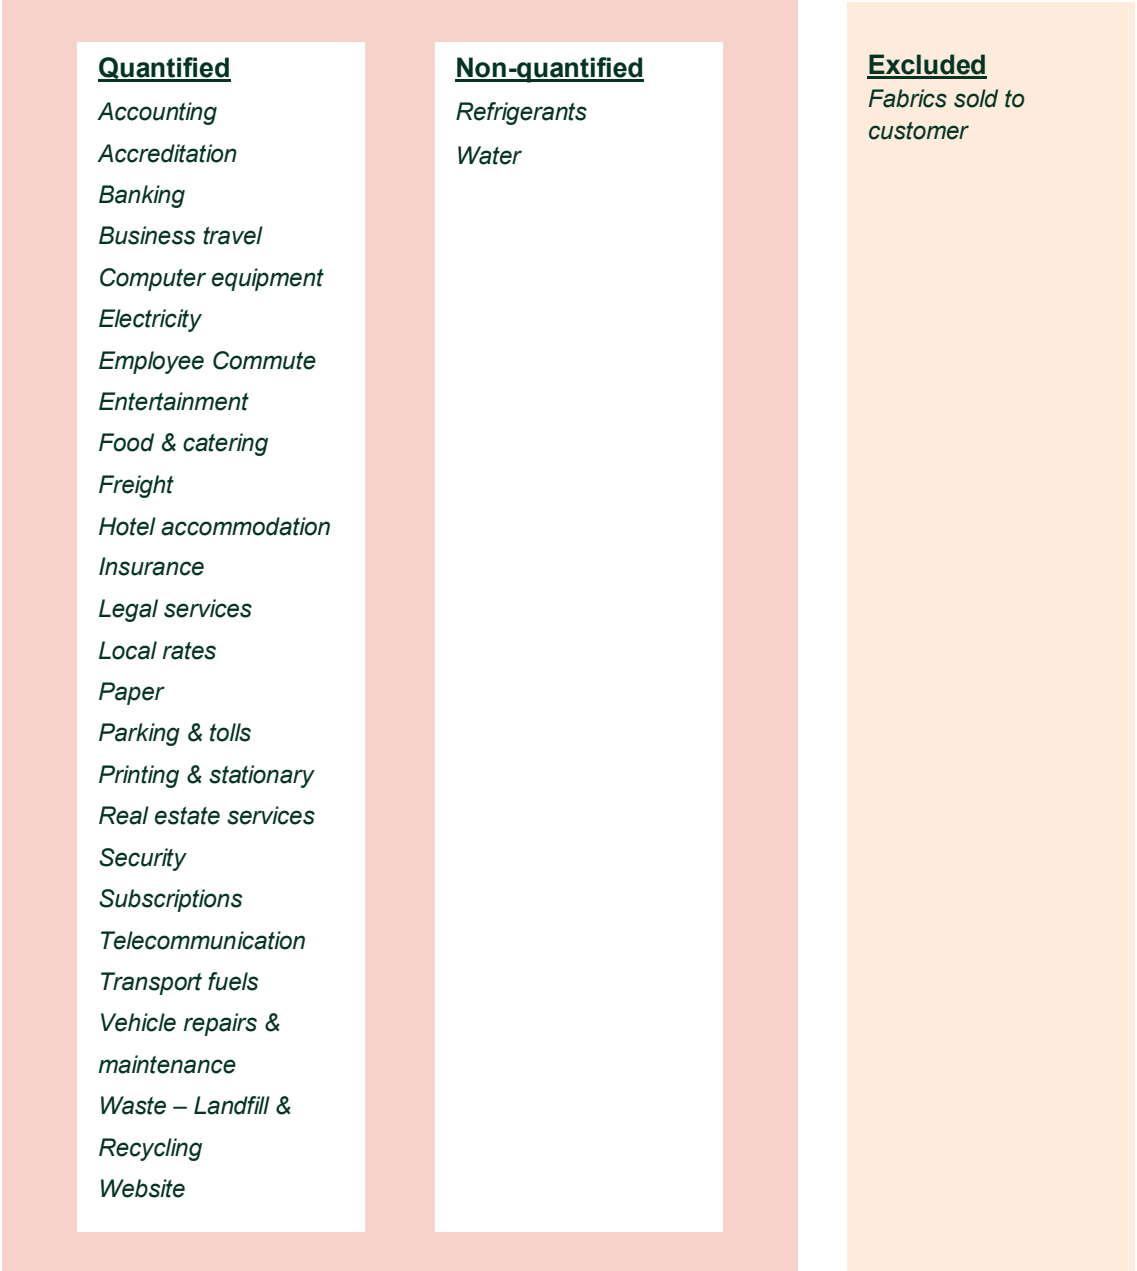 Quantified
Accounting
Accreditation
Banking
Business travel
Computer equipment
Electricity
Employee Commute
Entertainment
Food & catering
Freight
Hotel accommodation
Insurance
Legal services
Local rates
Paper
Parking & tolls
Printing & stationary
Real estate services
Security
Subscriptions
Telecommunication
Transport fuels
Vehicle repairs &
maintenance
Waste – Landfill &
Recycling
Website
Non-quantified
Refrigerants
Water
Excluded
Fabrics sold to
customer